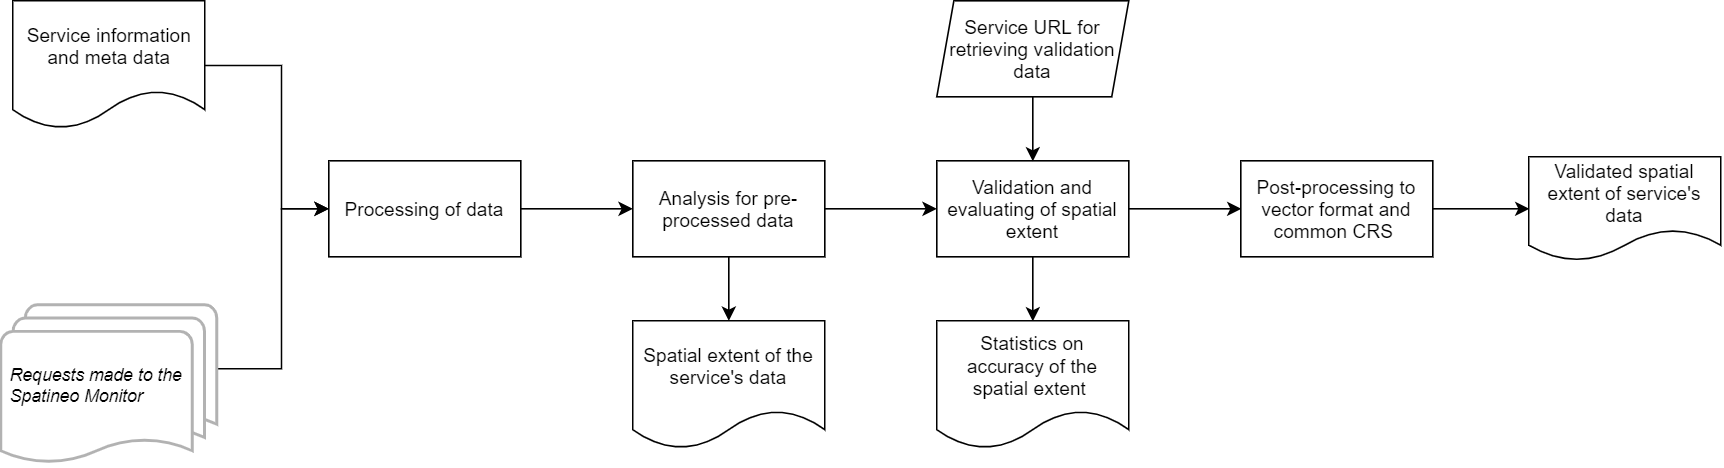 Service information
and meta data
Service URL for
retrieving validation
data
Processing of data
Analysis for pre-
processed data
Validation and
evaluating of spatial
extent
Post-processing to
vector format and
common CRS
Validated spatial
extent of service's
data
Requests made to the
Spatineo Monitor
Spatial extent of the
service's data
Statistics on
accuracy of the
spatial extent